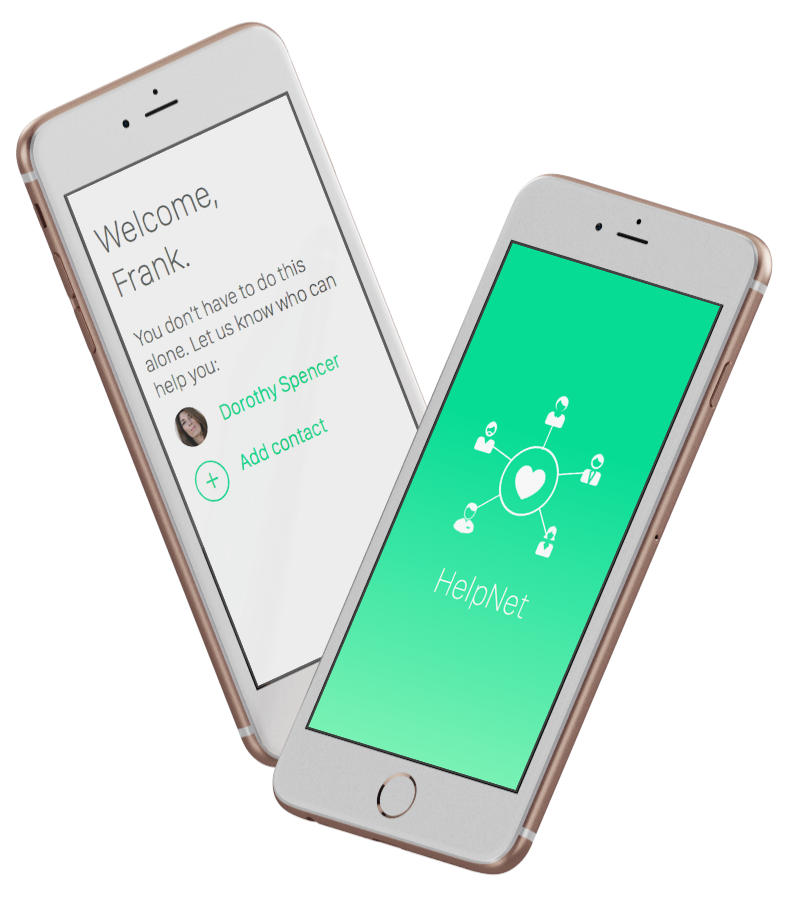 Welcome,
Frank.
You don't have to do this
alone. Let us know who can
help you:
Dorothy Spencer
Add contact
HelpNet